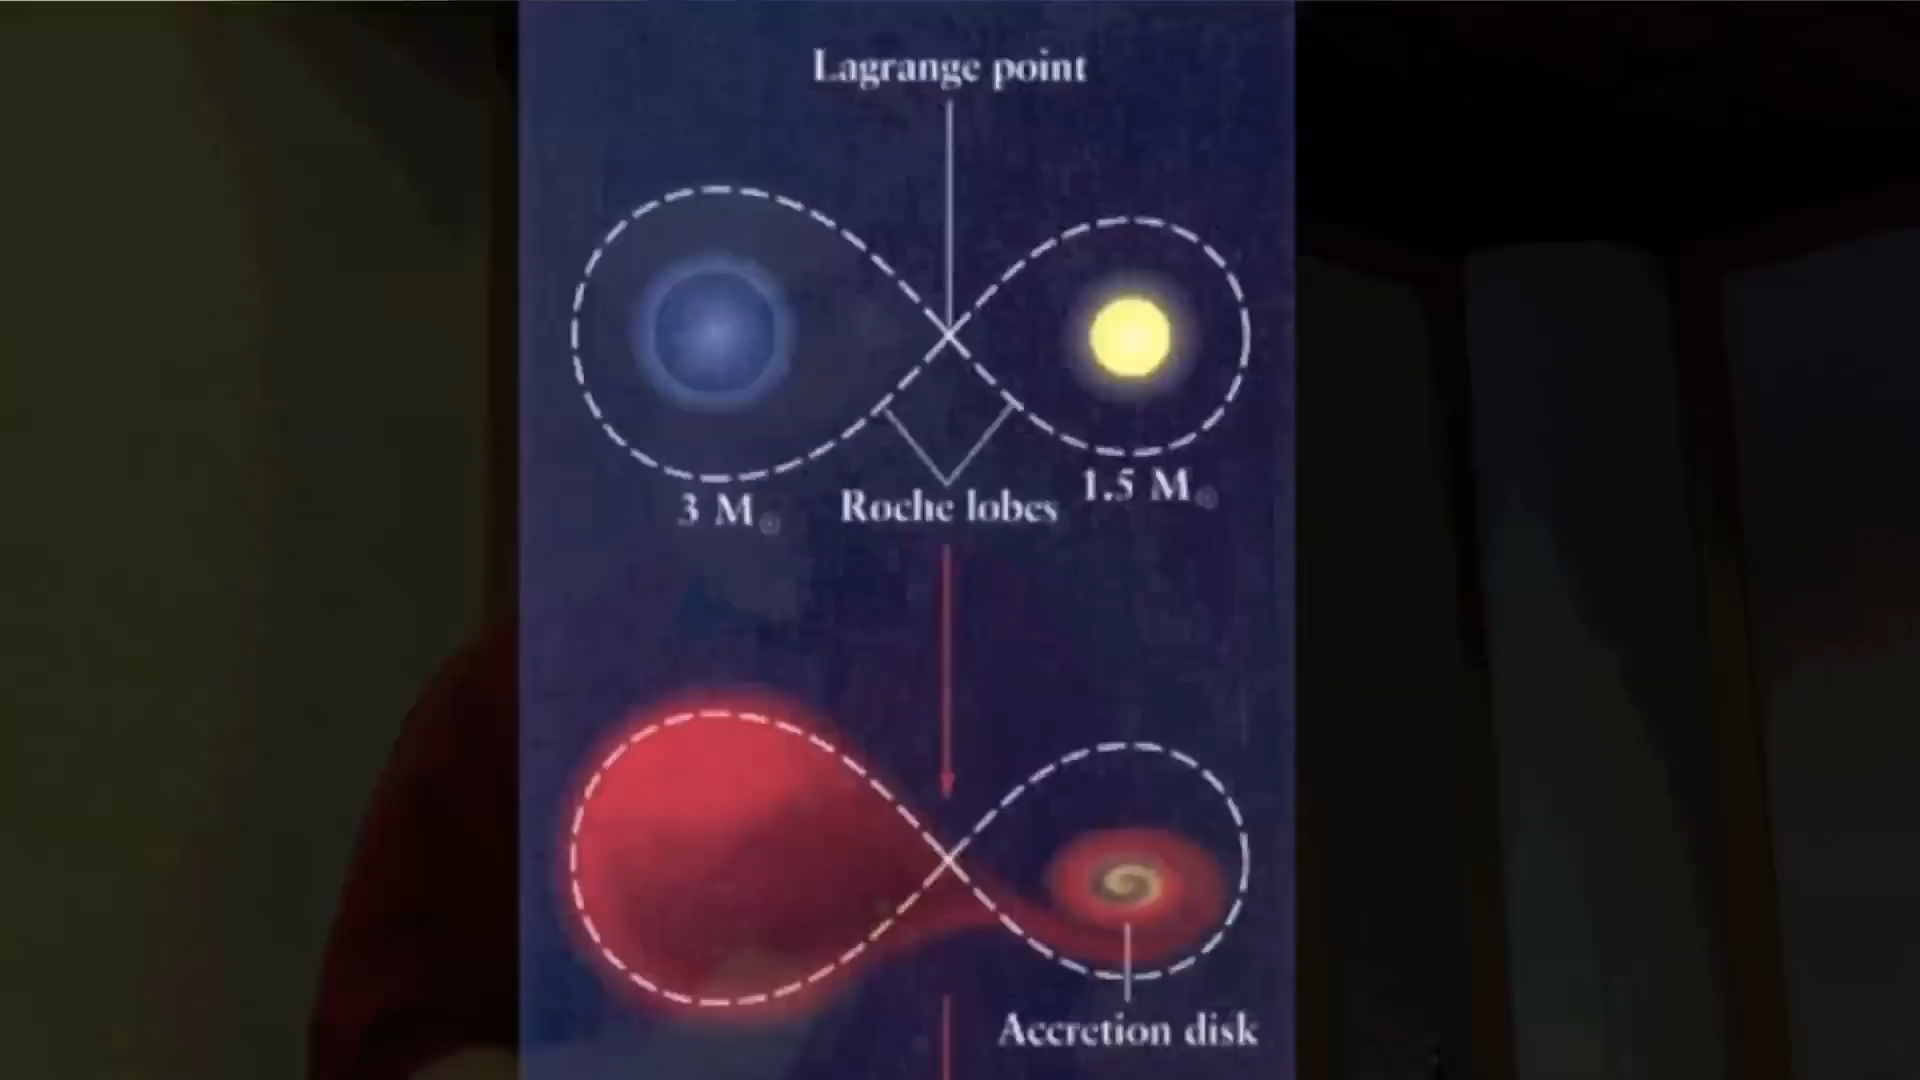 Lagrange point
3 M☉
Roche lobes
1.5 M☉
Accretion disk